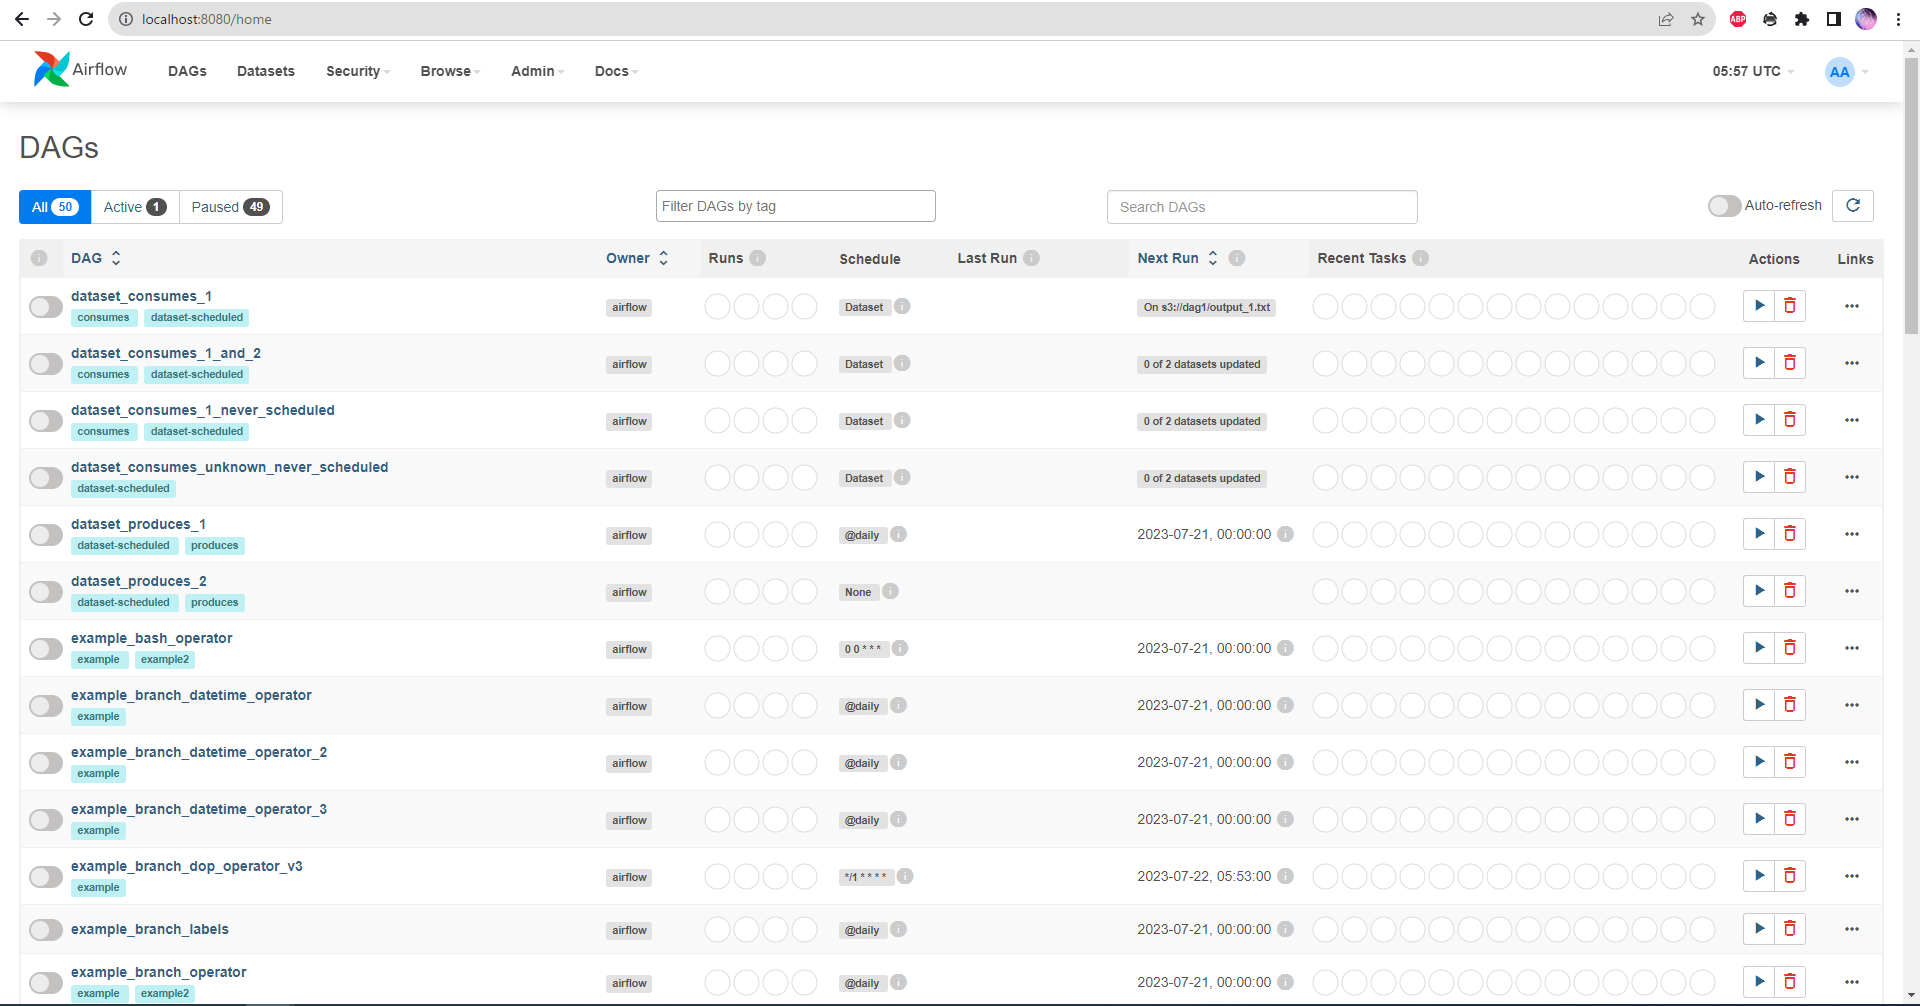 localhost:8080/home
ABP
Airflow DAGs Datasets Security Browse Admin Docs 05:57 UTC AA
DAGs
All 50 Active 1 Paused 49 Filter DAGs by tag Search DAGs Auto-refresh
i DAG Owner Runs i Schedule Last Run i Next Run i Recent Tasks i Actions Links
dataset_consumes_1
consumes dataset-scheduled
airflow Dataset i On s3://dag1/output_1.txt
dataset_consumes_1_and_2
consumes dataset-scheduled
airflow Dataset i 0 of 2 datasets updated
dataset_consumes_1_never_scheduled
consumes dataset-scheduled
airflow Dataset i 0 of 2 datasets updated
dataset_consumes_unknown_never_scheduled
dataset-scheduled
airflow Dataset i 0 of 2 datasets updated
dataset_produces_1
dataset-scheduled produces
airflow @daily i 2023-07-21, 00:00:00 i
dataset_produces_2
dataset-scheduled produces
airflow None i
example_bash_operator
example example2
airflow 0 0 * * * i 2023-07-21, 00:00:00 i
example_branch_datetime_operator
example
airflow @daily i 2023-07-21, 00:00:00 i
example_branch_datetime_operator_2
example
airflow @daily i 2023-07-21, 00:00:00 i
example_branch_datetime_operator_3
example
airflow @daily i 2023-07-21, 00:00:00 i
example_branch_dop_operator_v3
example
airflow */1 * * * * i 2023-07-22, 05:53:00 i
example_branch_labels
airflow @daily i 2023-07-21, 00:00:00 i
example_branch_operator
example example2
airflow @daily i 2023-07-21, 00:00:00 i